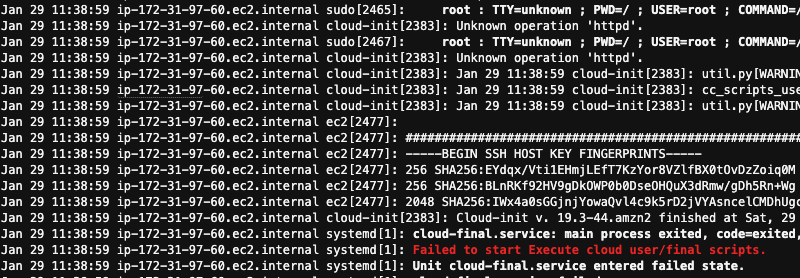 Jan 29 11:38:59 ip-172-31-97-60.ec2.internal sudo[2465]:     root : TTY=unknown ; PWD=/ ; USER=root ; COMMAND=/
Jan 29 11:38:59 ip-172-31-97-60.ec2.internal cloud-init[2383]: Unknown operation 'httpd'.
Jan 29 11:38:59 ip-172-31-97-60.ec2.internal sudo[2467]:     root : TTY=unknown ; PWD=/ ; USER=root ; COMMAND=/
Jan 29 11:38:59 ip-172-31-97-60.ec2.internal cloud-init[2383]: Unknown operation 'httpd'.
Jan 29 11:38:59 ip-172-31-97-60.ec2.internal cloud-init[2383]: Jan 29 11:38:59 cloud-init[2383]: util.py[WARNIN
Jan 29 11:38:59 ip-172-31-97-60.ec2.internal cloud-init[2383]: Jan 29 11:38:59 cloud-init[2383]: cc_scripts_use
Jan 29 11:38:59 ip-172-31-97-60.ec2.internal cloud-init[2383]: Jan 29 11:38:59 cloud-init[2383]: util.py[WARNIN
Jan 29 11:38:59 ip-172-31-97-60.ec2.internal ec2[2477]:
Jan 29 11:38:59 ip-172-31-97-60.ec2.internal ec2[2477]: #######################################################
Jan 29 11:38:59 ip-172-31-97-60.ec2.internal ec2[2477]: -----BEGIN SSH HOST KEY FINGERPRINTS-----
Jan 29 11:38:59 ip-172-31-97-60.ec2.internal ec2[2477]: 256 SHA256:EYdqx/Vti1EHmjLEfT7KzYor8VZlfBX0tOvDzZoiq0M
Jan 29 11:38:59 ip-172-31-97-60.ec2.internal ec2[2477]: 256 SHA256:BLnRKf92HV9gDkOWP0b0DseOHQuX3dRmw/gDh5Rn+Wg
Jan 29 11:38:59 ip-172-31-97-60.ec2.internal ec2[2477]: 2048 SHA256:IWx4a0sGGjnjYowaQvl4c9k5rD2jVYAsncelCMDhUgc
Jan 29 11:38:59 ip-172-31-97-60.ec2.internal cloud-init[2383]: Cloud-init v. 19.3-44.amzn2 finished at Sat, 29
Jan 29 11:38:59 ip-172-31-97-60.ec2.internal systemd[1]: cloud-final.service: main process exited, code=exited,
Jan 29 11:38:59 ip-172-31-97-60.ec2.internal systemd[1]: Failed to start Execute cloud user/final scripts.
Jan 29 11:38:59 ip-172-31-97-60.ec2.internal systemd[1]: Unit cloud-final.service entered failed state.